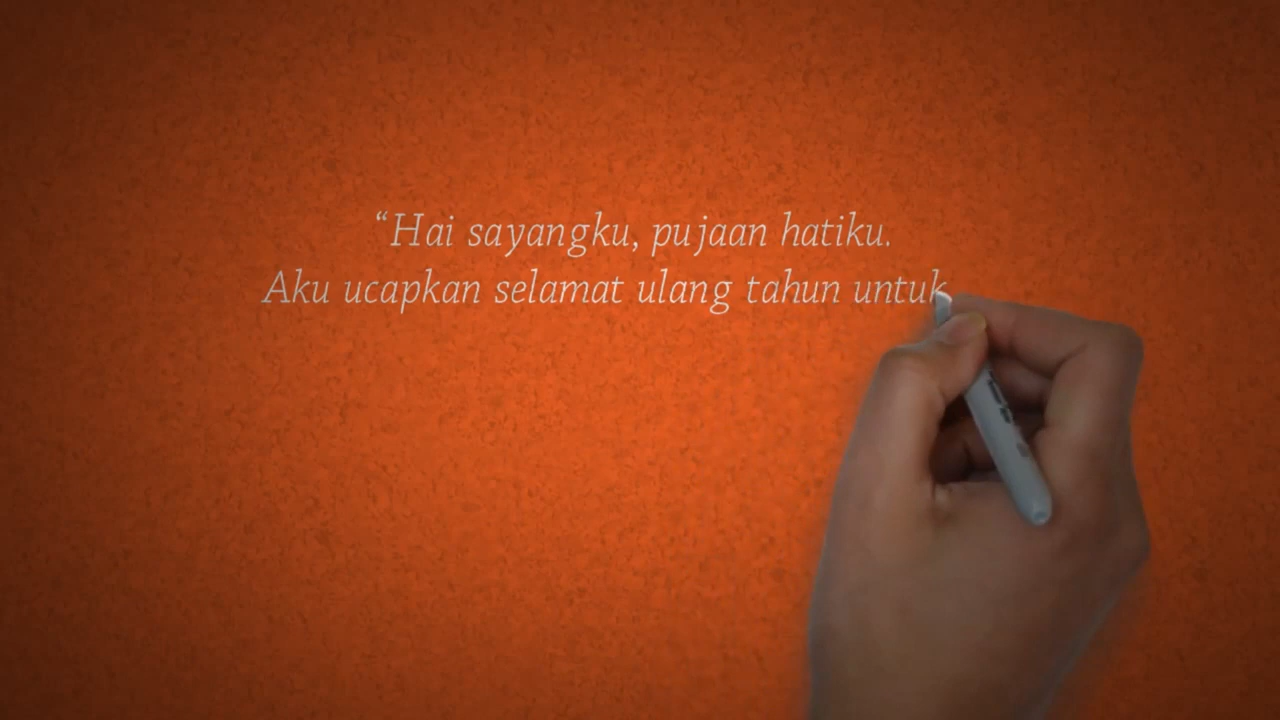 “Hai sayangku, pujaan hatiku.
Aku ucapkan selamat ulang tahun untuk